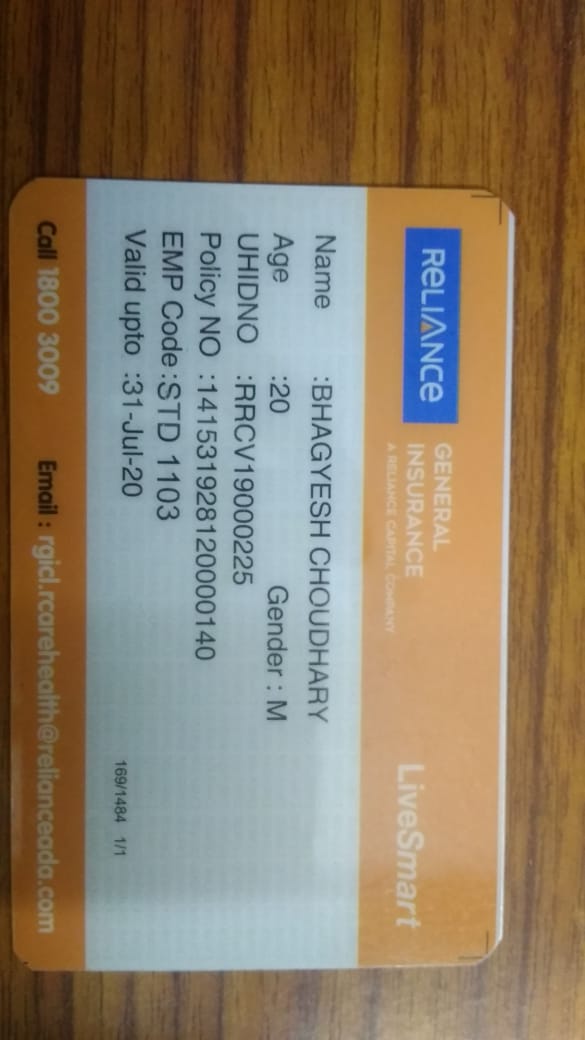 RELIANCE
GENERAL
INSURANCE
A RELIANCE CAPITAL COMPANY
LiveSmart
Name :BHAGYESH CHOUDHARY
Age :20 Gender : M
UHIDNO :RRCV19000225
Policy NO :141531928120000140
EMP Code :STD 1103
Valid upto :31-Jul-20
169/1484 1/1
Call 1800 3009 Email : rgicl.rcarehealth@relianceada.com